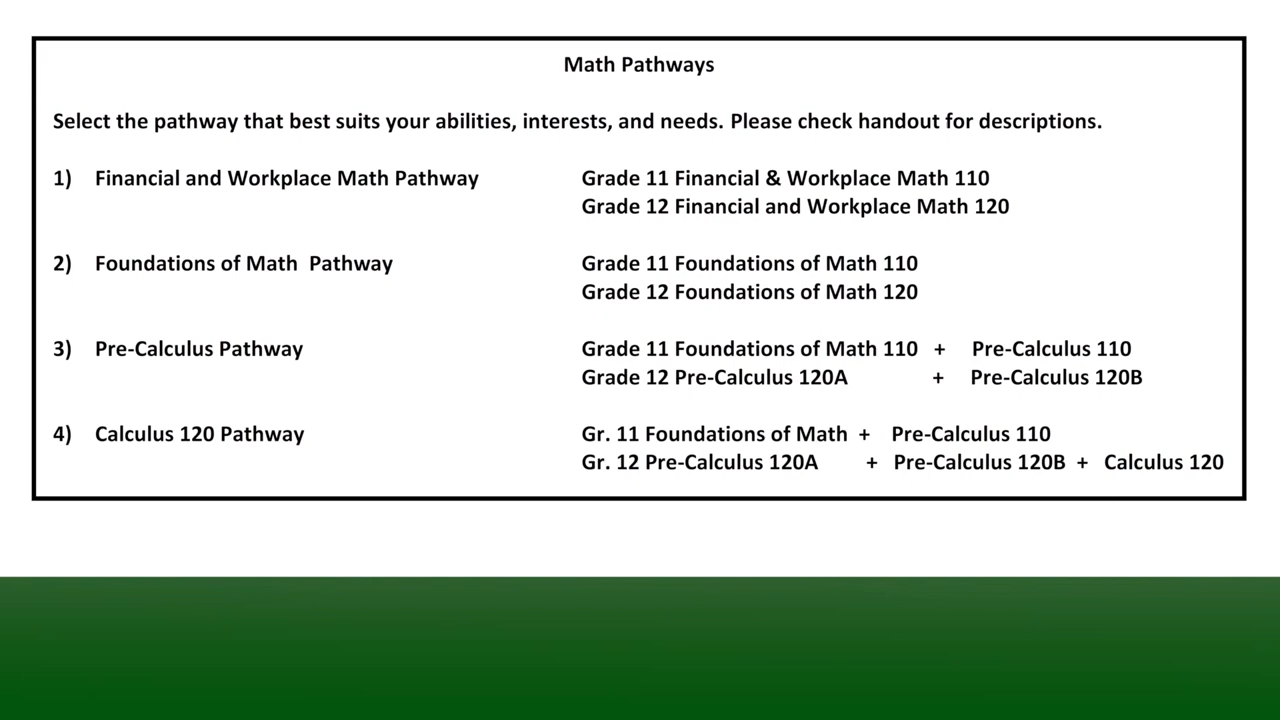 Math Pathways
Select the pathway that best suits your abilities, interests, and needs. Please check handout for descriptions.
1) Financial and Workplace Math Pathway Grade 11 Financial & Workplace Math 110
Grade 12 Financial and Workplace Math 120
2) Foundations of Math Pathway Grade 11 Foundations of Math 110
Grade 12 Foundations of Math 120
3) Pre-Calculus Pathway Grade 11 Foundations of Math 110 + Pre-Calculus 110
Grade 12 Pre-Calculus 120A + Pre-Calculus 120B
4) Calculus 120 Pathway Gr. 11 Foundations of Math + Pre-Calculus 110
Gr. 12 Pre-Calculus 120A + Pre-Calculus 120B + Calculus 120